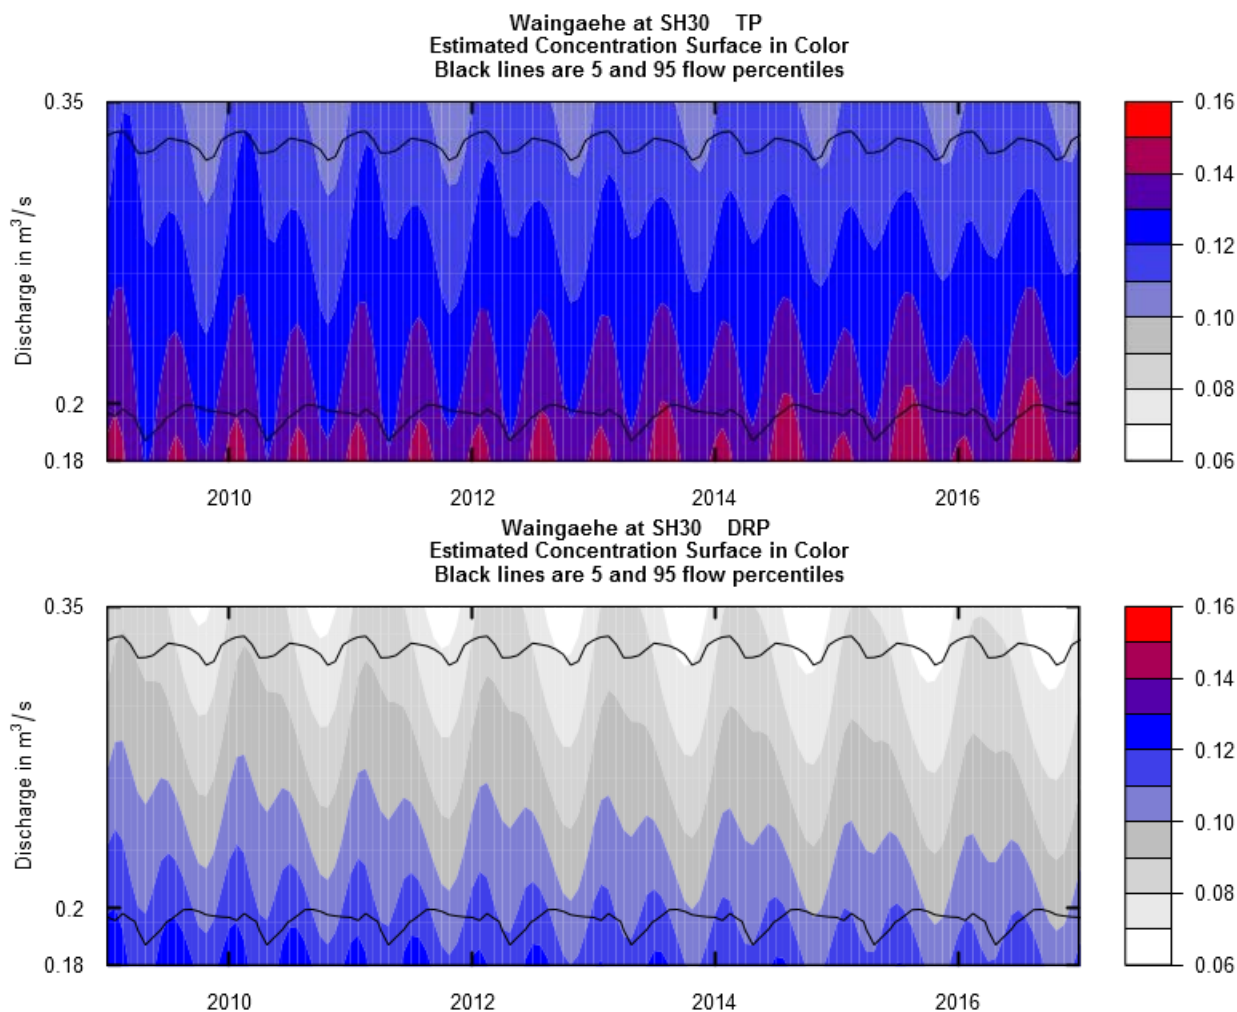 Waingaehe at SH30 TP
Estimated Concentration Surface in Color
Black lines are 5 and 95 flow percentiles
Discharge in m³/s
0.35
0.2
0.18
2010 2012 2014 2016
0.16
0.14
0.12
0.10
0.08
0.06
Waingaehe at SH30 DRP
Estimated Concentration Surface in Color
Black lines are 5 and 95 flow percentiles
Discharge in m³/s
0.35
0.2
0.18
2010 2012 2014 2016
0.16
0.14
0.12
0.10
0.08
0.06